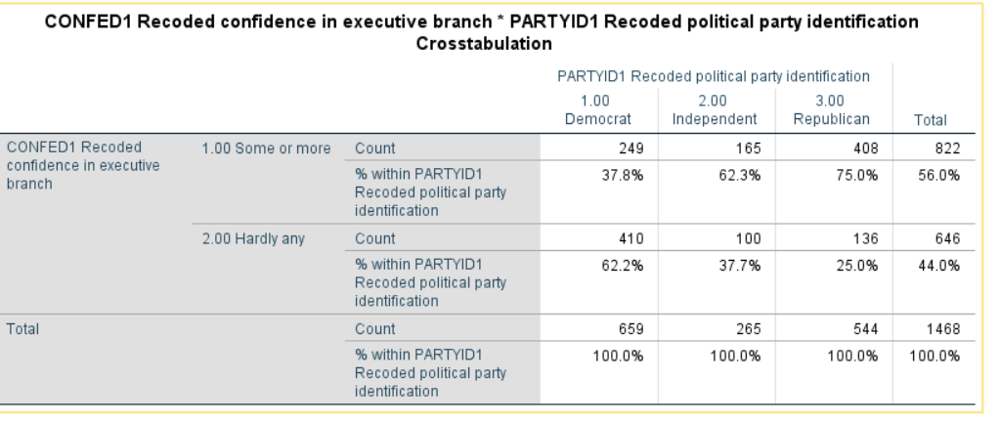 CONFED1 Recoded confidence in executive branch * PARTYID1 Recoded political party identification
Crosstabulation
PARTYID1 Recoded political party identification
1.00 2.00 3.00
Democrat Independent Republican Total
CONFED1 Recoded 1.00 Some or more Count 249 165 408 822
confidence in executive % within PARTYID1 37.8% 62.3% 75.0% 56.0%
branch Recoded political party
identification
2.00 Hardly any Count 410 100 136 646
% within PARTYID1 62.2% 37.7% 25.0% 44.0%
Recoded political party
identification
Total Count 659 265 544 1468
% within PARTYID1 100.0% 100.0% 100.0% 100.0%
Recoded political party
identification